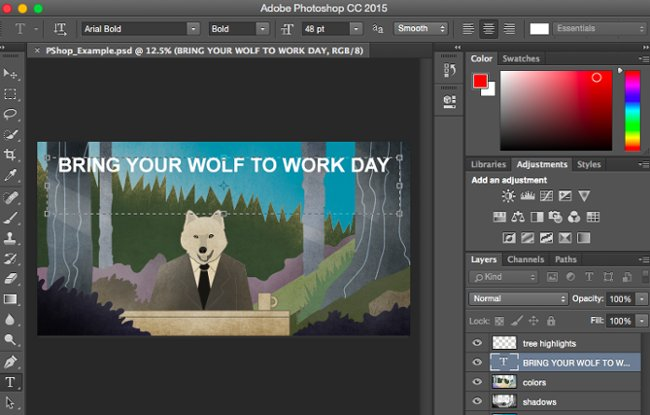 Adobe Photoshop CC 2015
T T Arial Bold Bold T 48 pt aa Smooth Essentials
× PShop_Example.psd @ 12.5% (BRING YOUR WOLF TO WORK DAY, RGB/8)
Color Swatches
BRING YOUR WOLF TO WORK DAY
Libraries Adjustments Styles
Add an adjustment
Layers Channels Paths
Kind T
Normal Opacity: 100%
Lock: Fill: 100%
tree highlights
T BRING YOUR WOLF TO W...
colors
shadows
T